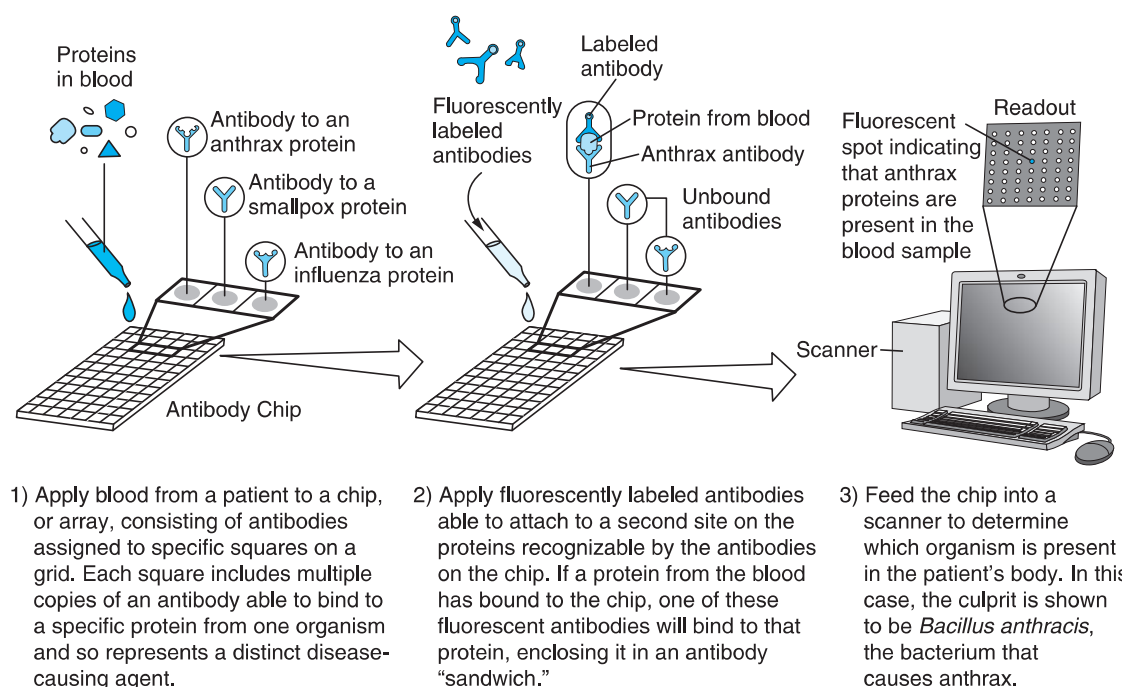 Proteins
in blood
Antibody to an
anthrax protein
Antibody to a
smallpox protein
Antibody to an
influenza protein
Antibody Chip
Fluorescently
labeled
antibodies
Labeled
antibody
Protein from blood
Anthrax antibody
Unbound
antibodies
Readout
Fluorescent
spot indicating
that anthrax
proteins are
present in the
blood sample
Scanner
1) Apply blood from a patient to a chip,
or array, consisting of antibodies
assigned to specific squares on a
grid. Each square includes multiple
copies of an antibody able to bind to
a specific protein from one organism
and so represents a distinct disease-
causing agent.
2) Apply fluorescently labeled antibodies
able to attach to a second site on the
proteins recognizable by the antibodies
on the chip. If a protein from the blood
has bound to the chip, one of these
fluorescent antibodies will bind to that
protein, enclosing it in an antibody
“sandwich.”
3) Feed the chip into a
scanner to determine
which organism is present
in the patient’s body. In this
case, the culprit is shown
to be Bacillus anthracis,
the bacterium that
causes anthrax.